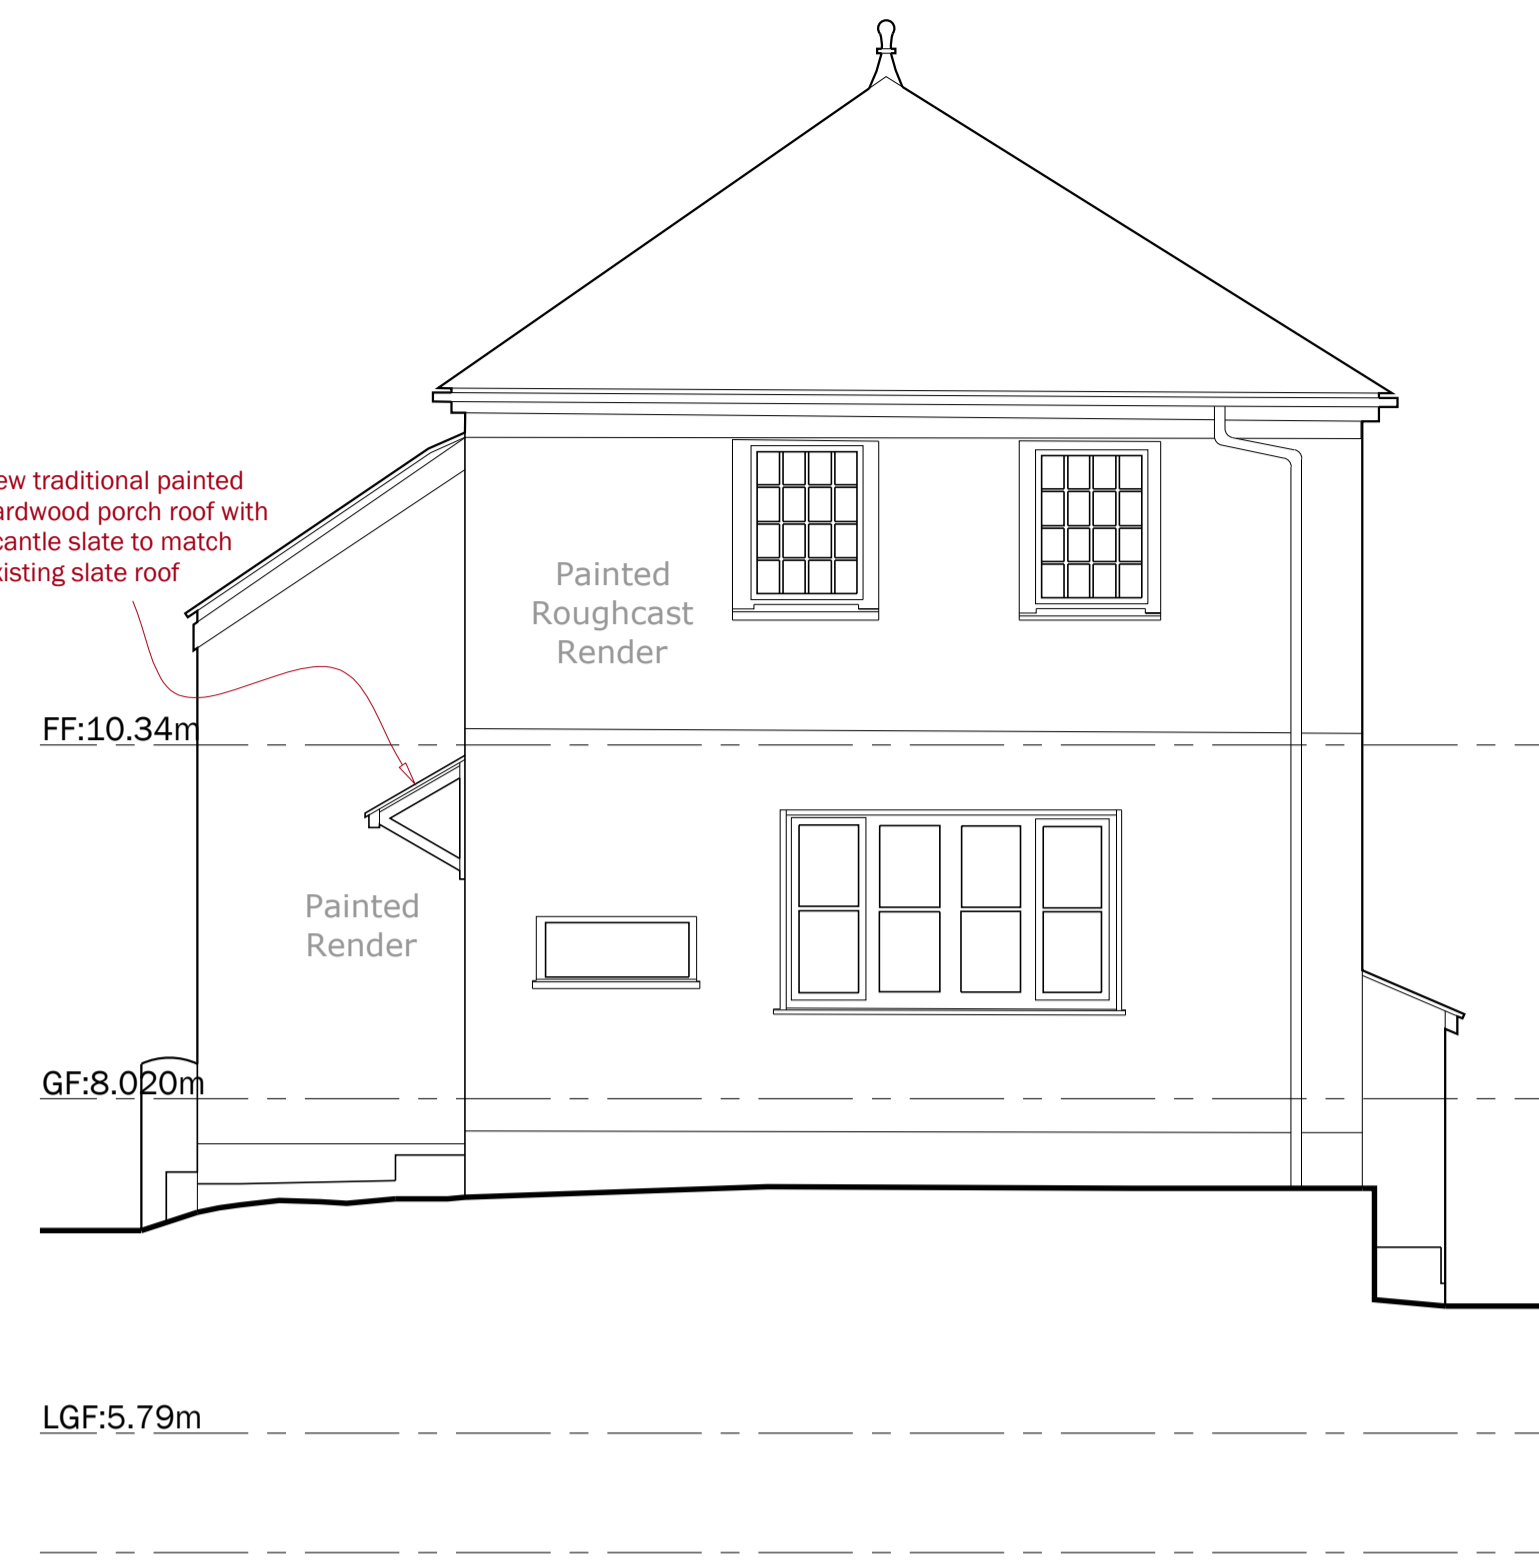 ew traditional painted
ardwood porch roof with
cantle slate to match
xisting slate roof
Painted
Roughcast
Render
FF:10.34m
Painted
Render
GF:8.020m
LGF:5.79m